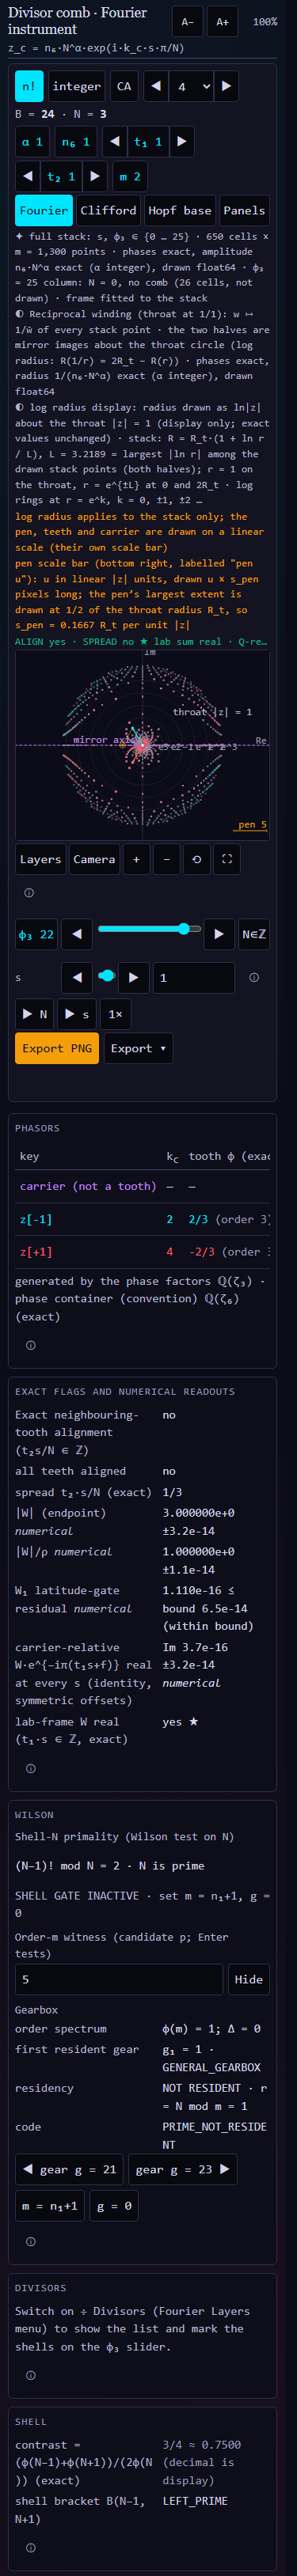 Divisor comb · Fourier
instrument
A− A+ 100%
z_c = n₆·N^α·exp(i·k_c·s·π/N)
n! integer CA ◀ 4 ▶
B = 24 · N = 3
α 1 n₆ 1 ◀ t₁ 1 ▶
◀ t₂ 1 ▶ m 2
Fourier Clifford Hopf base Panels
✦ full stack: s, ϕ₃ ∈ {0 … 25} · 650 cells ×
m = 1,300 points · phases exact, amplitude
n₆·N^α exact (α integer), drawn float64 · ϕ₃
= 25 column: N = 0, no comb (26 cells, not
drawn) · frame fitted to the stack
◐ Reciprocal winding (throat at 1/1): w ↦
1/w̄ of every stack point · the two halves are
mirror images about the throat circle (log
radius: R(1/r) = 2R_t − R(r)) · phases exact,
radius 1/(n₆·N^α) exact (α integer), drawn
float64
◐ log radius display: radius drawn as ln|z|
about the throat |z| = 1 (display only; exact
values unchanged) · stack: R = R_t·(1 + ln r
/ L), L = 3.2189 = largest |ln r| among the
drawn stack points (both halves); r = 1 on
the throat, r = e^{±L} at 0 and 2R_t · log
rings at r = e^k, k = 0, ±1, ±2 …
log radius applies to the stack only; the
pen, teeth and carrier are drawn on a linear
scale (their own scale bar)
pen scale bar (bottom right, labelled "pen
u"): u in linear |z| units, drawn u × s_pen
pixels long; the pen's largest extent is
drawn at 1/2 of the throat radius R_t, so
s_pen = 0.1667 R_t per unit |z|
ALIGN yes · SPREAD no ★ lab sum real · Q-re…
Im
throat |z| = 1
mirror axis
Re
pen 5
Layers Camera + − ⟲ ⛶
ⓘ
ϕ₃ 22 ◀ ▶ N∈ℤ
s ◀ ▶ 1 ⓘ
▶ N ▶ s 1×
Export PNG Export ▾
PHASORS
key k_C tooth ϕ (exac
carrier (not a tooth) — —
z[-1] 2 2/3 (order 3)
z[+1] 4 -2/3 (order 3
generated by the phase factors ℚ(ζ₃) ·
phase container (convention) ℚ(ζ₆)
(exact)
ⓘ
EXACT FLAGS AND NUMERICAL READOUTS
Exact neighbouring- no
tooth alignment
(t₂s/N ∈ ℤ)
all teeth aligned no
spread t₂·s/N (exact) 1/3
|W| (endpoint) 3.000000e+0
numerical ±3.2e-14
|W|/ρ numerical 1.000000e+0
±1.1e-14
W₁ latitude-gate 1.110e-16 ≤
residual numerical bound 6.5e-14
(within bound)
carrier-relative Im 3.7e-16
W·e^{−iπ(t₁s+f)} real ±3.2e-14
at every s (identity, numerical
symmetric offsets)
lab-frame W real yes ★
(t₁·s ∈ ℤ, exact)
ⓘ
WILSON
Shell-N primality (Wilson test on N)
(N−1)! mod N = 2 · N is prime
SHELL GATE INACTIVE · set m = n₁+1, g =
0
Order-m witness (candidate p; Enter
tests)
5 Hide
Gearbox
order spectrum ϕ(m) = 1; Δ = 0
first resident gear g₁ = 1 ·
GENERAL_GEARBOX
residency NOT RESIDENT · r
= N mod m = 1
code PRIME_NOT_RESIDE
NT
◀ gear g = 21 gear g = 23 ▶
m = n₁+1 g = 0
ⓘ
DIVISORS
Switch on ÷ Divisors (Fourier Layers
menu) to show the list and mark the
shells on the ϕ₃ slider.
ⓘ
SHELL
contrast = 3/4 ≈ 0.7500
(ϕ(N−1)+ϕ(N+1))/(2ϕ(N (decimal is
)) (exact) display)
shell bracket B(N−1, LEFT_PRIME
N+1)
ⓘ